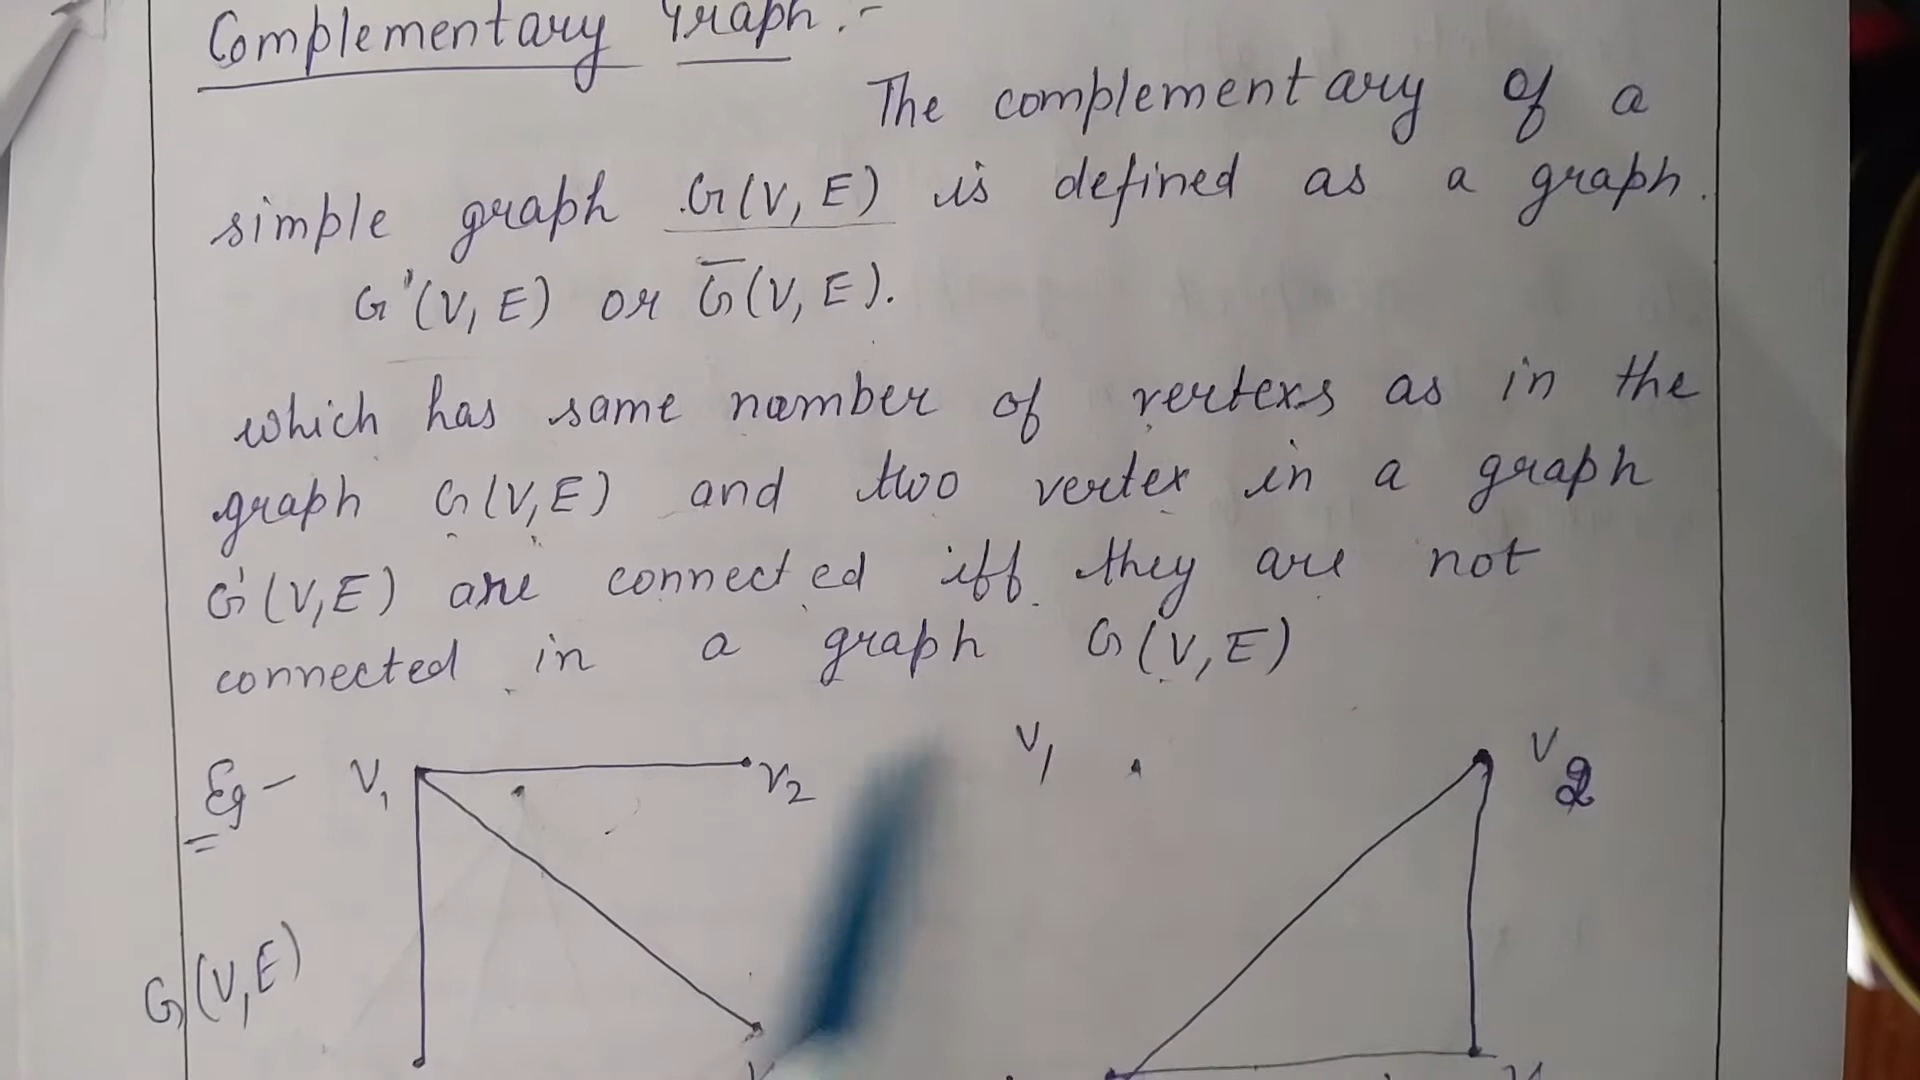 Complementary Graph :-
The complementary of a
simple graph G(V, E) is defined as a graph.
G'(V, E) or G̅(V, E).
which has same number of vertexs as in the
graph G(V,E) and two vertex in a graph
G'(V,E) are connected iff they are not
connected in a graph G(V,E)
Eg - V1 V2 V1 V2
G(V,E)